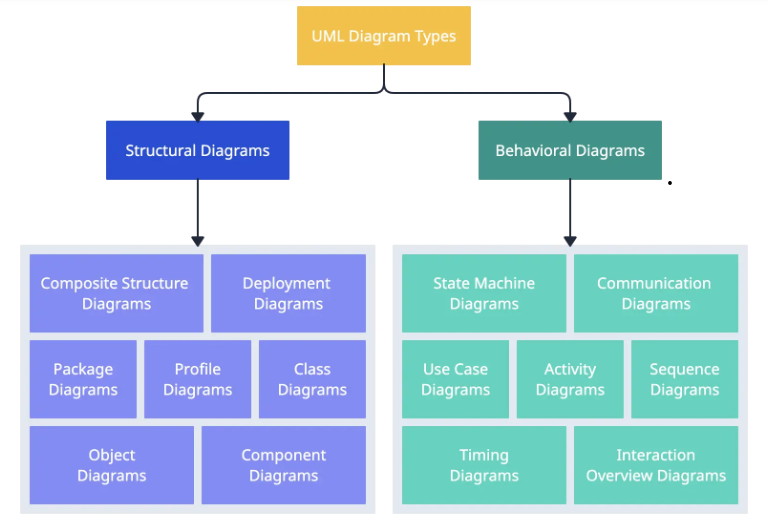 UML Diagram Types
Structural Diagrams
Behavioral Diagrams
Composite Structure
Diagrams
Deployment
Diagrams
Package
Diagrams
Profile
Diagrams
Class
Diagrams
Object
Diagrams
Component
Diagrams
State Machine
Diagrams
Communication
Diagrams
Use Case
Diagrams
Activity
Diagrams
Sequence
Diagrams
Timing
Diagrams
Interaction
Overview Diagrams